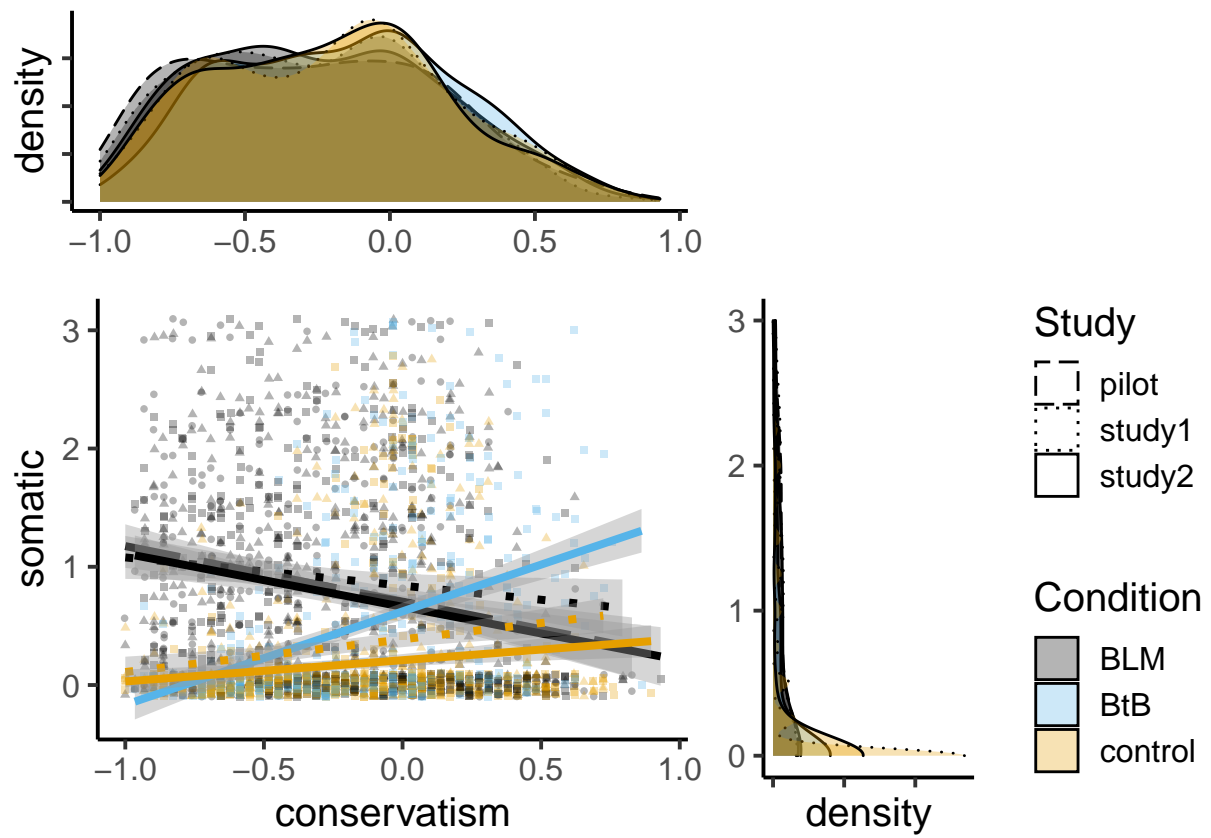 density
−1.0 −0.5 0.0 0.5 1.0
3
2
1
0
somatic
−1.0 −0.5 0.0 0.5 1.0
conservatism
3
2
1
0
density
Study
pilot
study1
study2
Condition
BLM
BtB
control